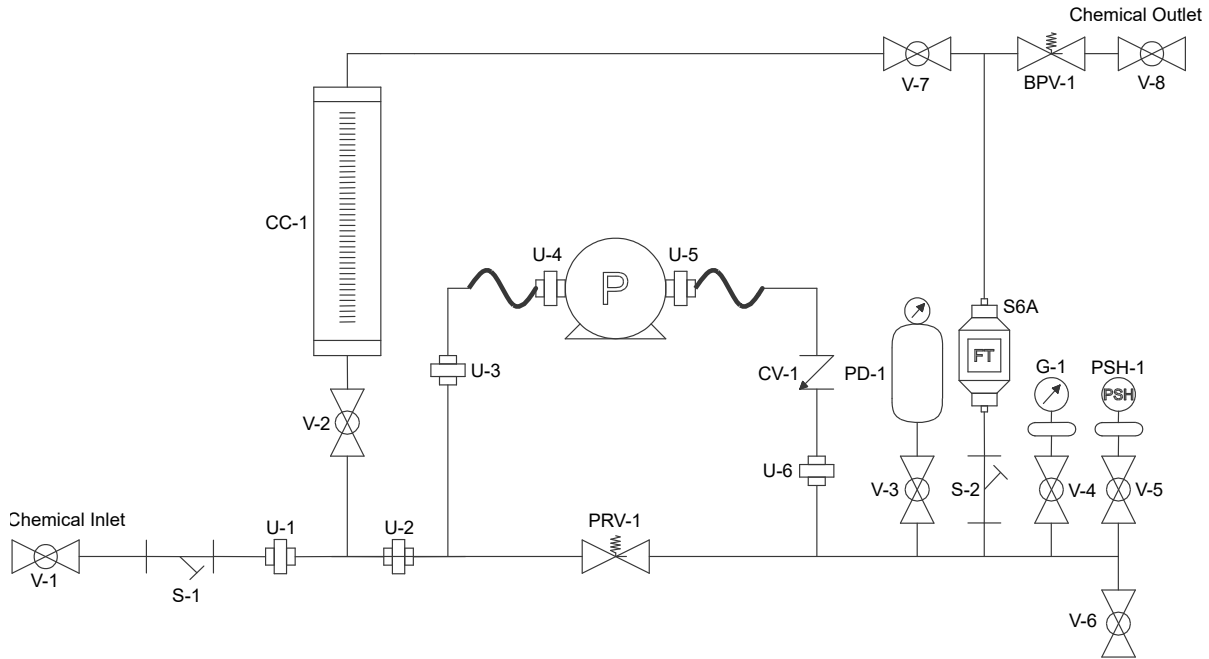 Chemical Outlet
V-7
BPV-1
V-8
CC-1
U-4
U-5
P
S6A
FT
U-3
CV-1
PD-1
G-1
PSH-1
PSH
V-2
U-6
V-3
S-2
V-4
V-5
Chemical Inlet
U-1
U-2
PRV-1
V-1
S-1
V-6